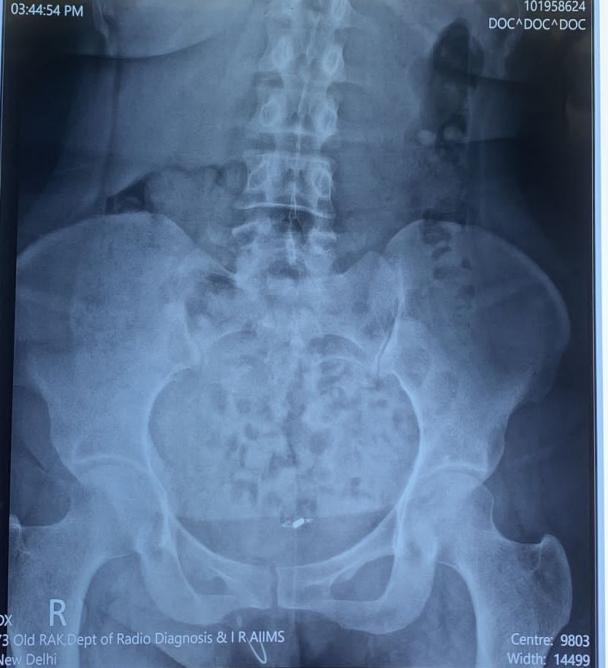 03:44:54 PM
101958624
DOC^DOC^DOC
R
3 Old RAK,Dept of Radio Diagnosis & I R AIIMS
New Delhi
Centre: 9803
Width: 14499